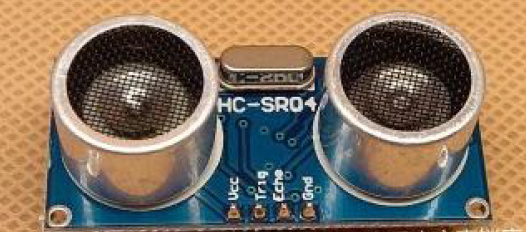 HC-SR04
Vcc
Trig
Echo
Gnd